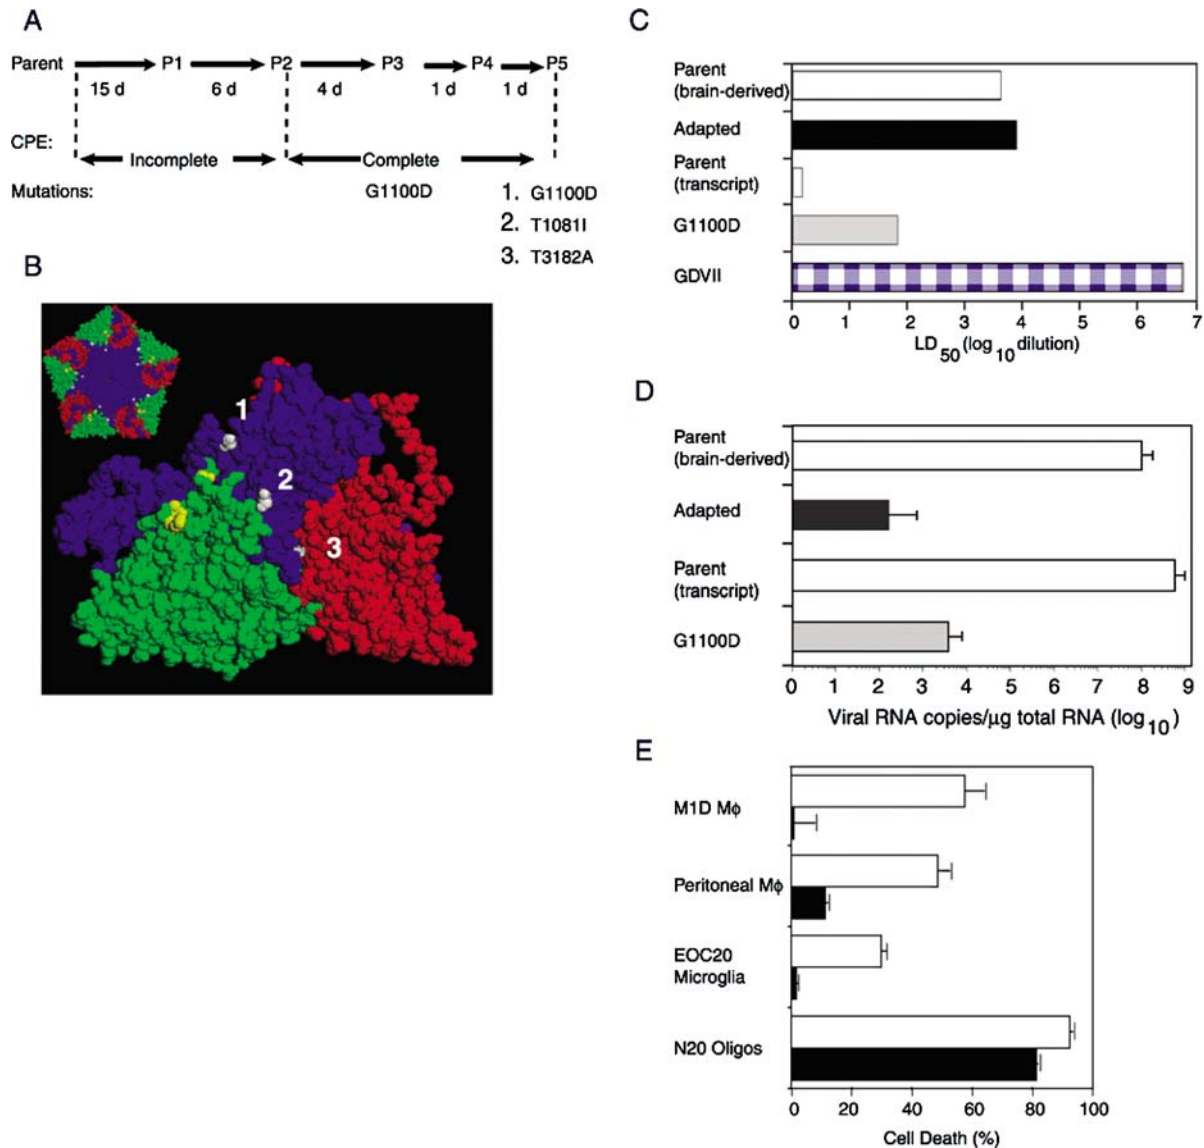 A
Parent P1 P2 P3 P4 P5
15 d 6 d 4 d 1 d 1 d
CPE:
Incomplete Complete
Mutations: G1100D 1. G1100D
2. T1081I
3. T3182A
B
1
2
3
C
Parent
(brain-derived)
Adapted
Parent
(transcript)
G1100D
GDVII
0 1 2 3 4 5 6 7
LD50 (log10 dilution)
D
Parent
(brain-derived)
Adapted
Parent
(transcript)
G1100D
0 1 2 3 4 5 6 7 8 9
Viral RNA copies/μg total RNA (log10)
E
M1D Mϕ
Peritoneal Mϕ
EOC20
Microglia
N20 Oligos
0 20 40 60 80 100
Cell Death (%)